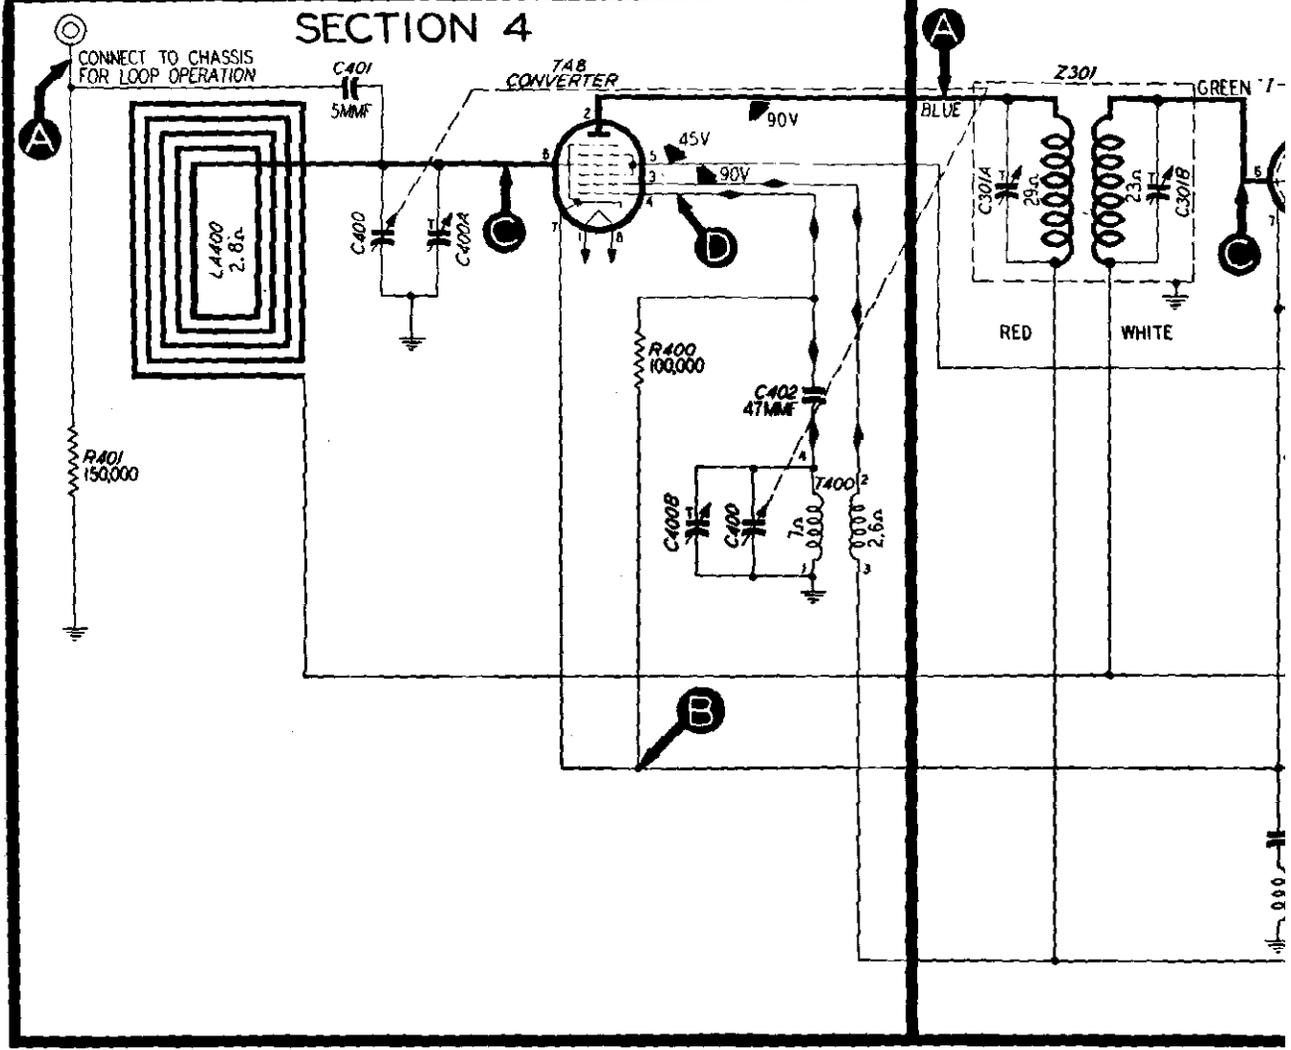 SECTION 4
A
CONNECT TO CHASSIS
FOR LOOP OPERATION
C401
5MMF
7A8
CONVERTER
2
90V
BLUE
Z301
GREEN
A
6
5
45V
3
90V
4
7
1
8
C
D
LA400
2.8Ω
C400
T
C400A
C301A
T
29Ω
23Ω
T
C301B
6
7
C
RED
WHITE
R400
100,000
C402
47MMF
R401
150,000
4
T400
2
C400B
T
C400
7Ω
2.6Ω
1
3
B